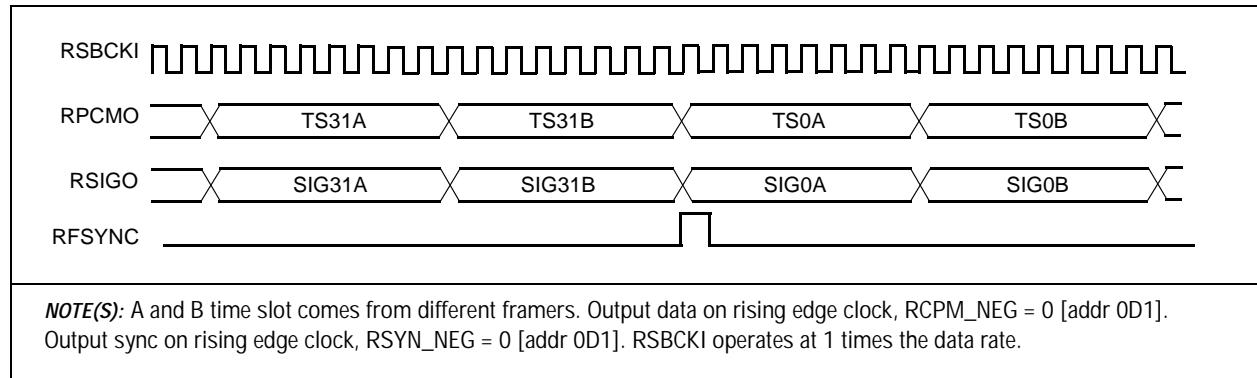 RSBCKI
RPCMO TS31A TS31B TS0A TS0B
RSIGO SIG31A SIG31B SIG0A SIG0B
RFSYNC
NOTE(S): A and B time slot comes from different framers. Output data on rising edge clock, RCPM_NEG = 0 [addr 0D1].
Output sync on rising edge clock, RSYN_NEG = 0 [addr 0D1]. RSBCKI operates at 1 times the data rate.